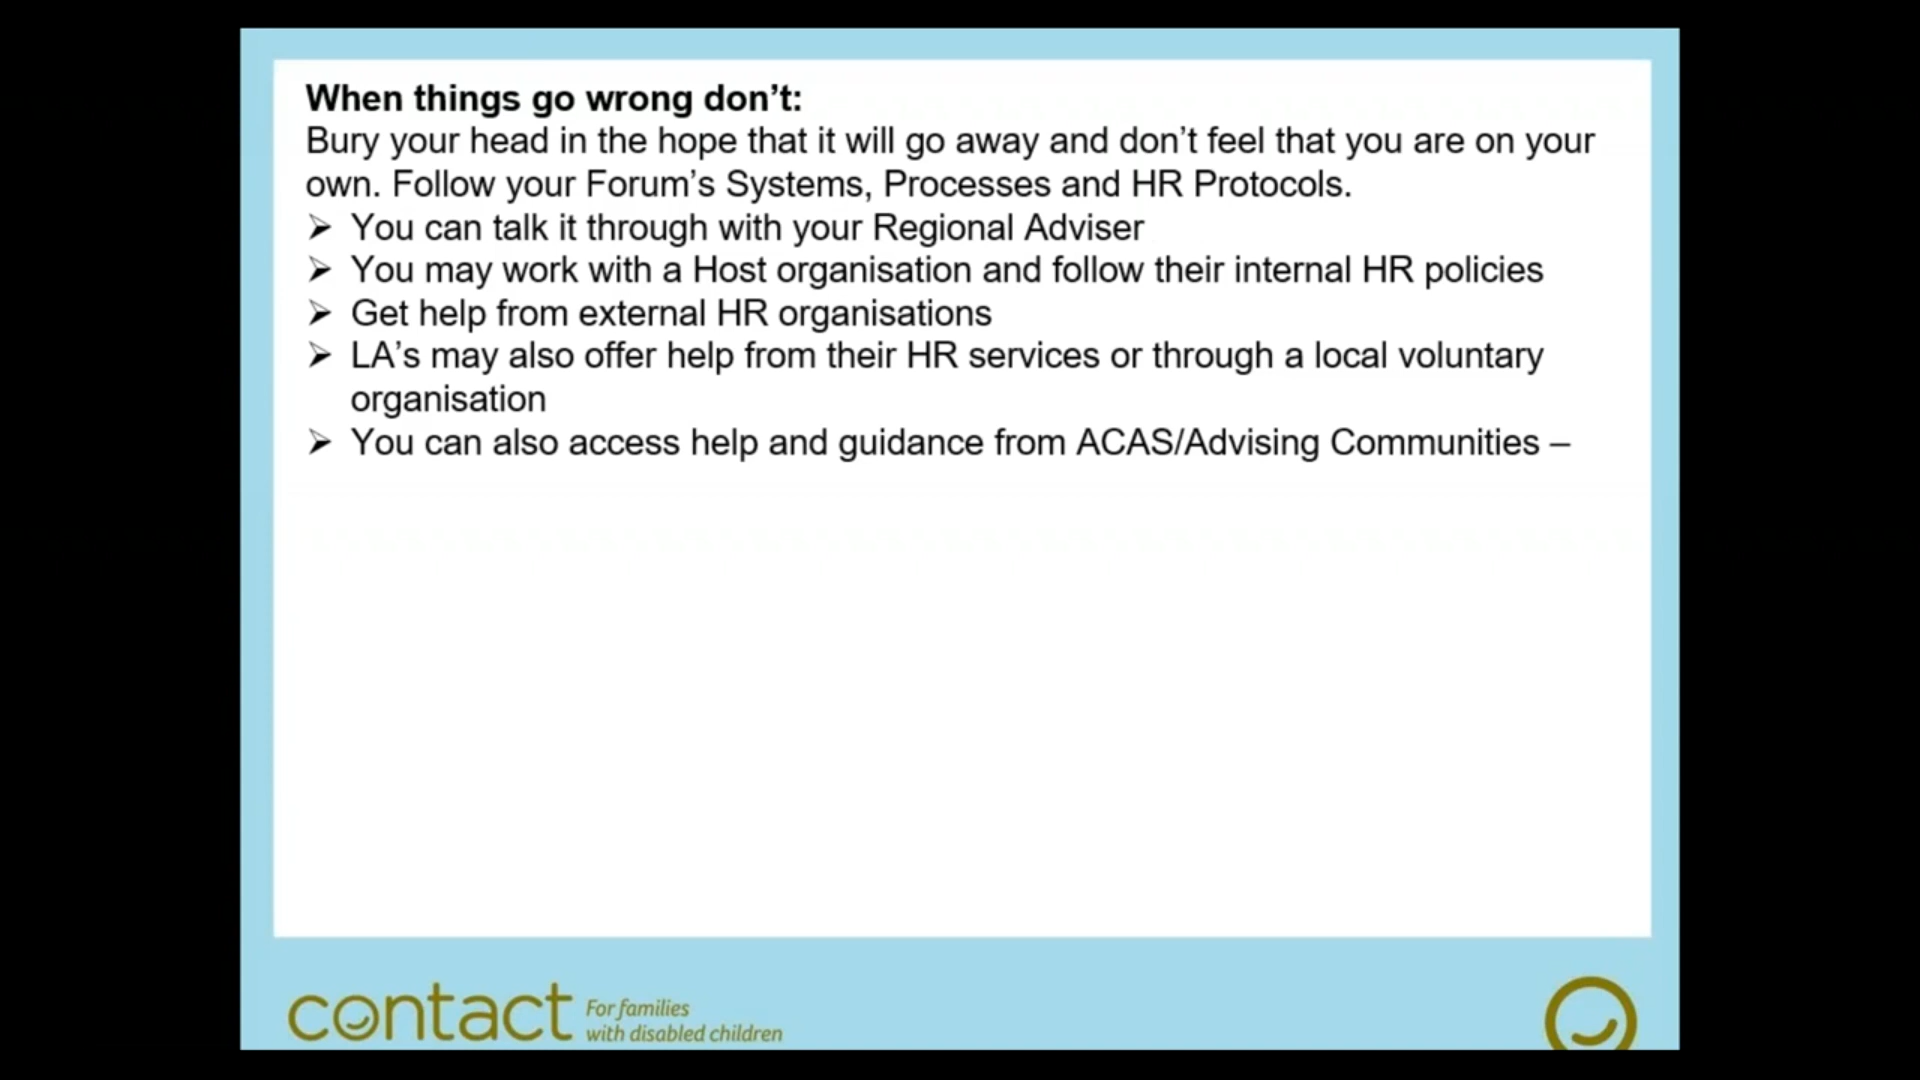 When things go wrong don’t:
Bury your head in the hope that it will go away and don’t feel that you are on your
own. Follow your Forum’s Systems, Processes and HR Protocols.
➢ You can talk it through with your Regional Adviser
➢ You may work with a Host organisation and follow their internal HR policies
➢ Get help from external HR organisations
➢ LA’s may also offer help from their HR services or through a local voluntary
organisation
➢ You can also access help and guidance from ACAS/Advising Communities –
contact
For families
with disabled children